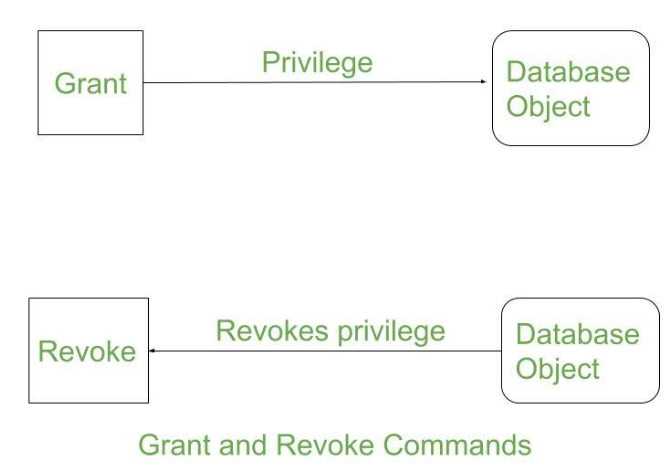 Grant
Privilege
Database
Object
Revoke
Revokes privilege
Database
Object
Grant and Revoke Commands